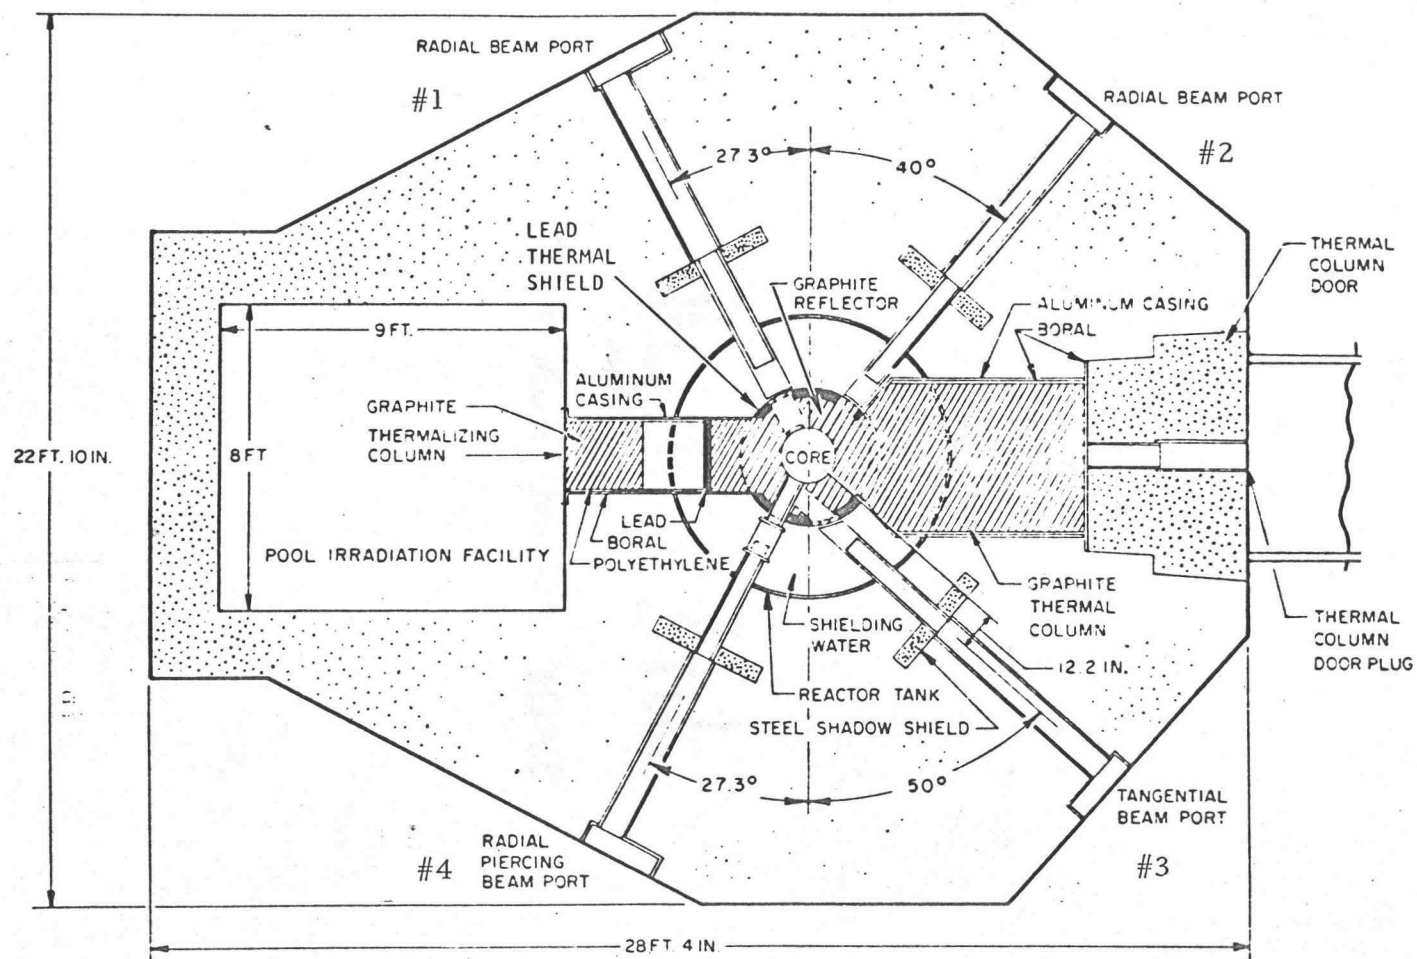 RADIAL BEAM PORT
#1
RADIAL BEAM PORT
#2
27.3°
40°
LEAD
THERMAL
SHIELD
GRAPHITE
REFLECTOR
THERMAL
COLUMN
DOOR
ALUMINUM CASING
BORAL
9 FT.
ALUMINUM
CASING
GRAPHITE
THERMALIZING
COLUMN
22 FT. 10 IN.
8 FT
CORE
LEAD
BORAL
POLYETHYLENE
POOL IRRADIATION FACILITY
GRAPHITE
THERMAL
COLUMN
SHIELDING
WATER
12.2 IN.
THERMAL
COLUMN
DOOR PLUG
REACTOR TANK
STEEL SHADOW SHIELD
27.3°
50°
TANGENTIAL
BEAM PORT
#3
RADIAL
PIERCING
BEAM PORT
#4
28 FT. 4 IN.